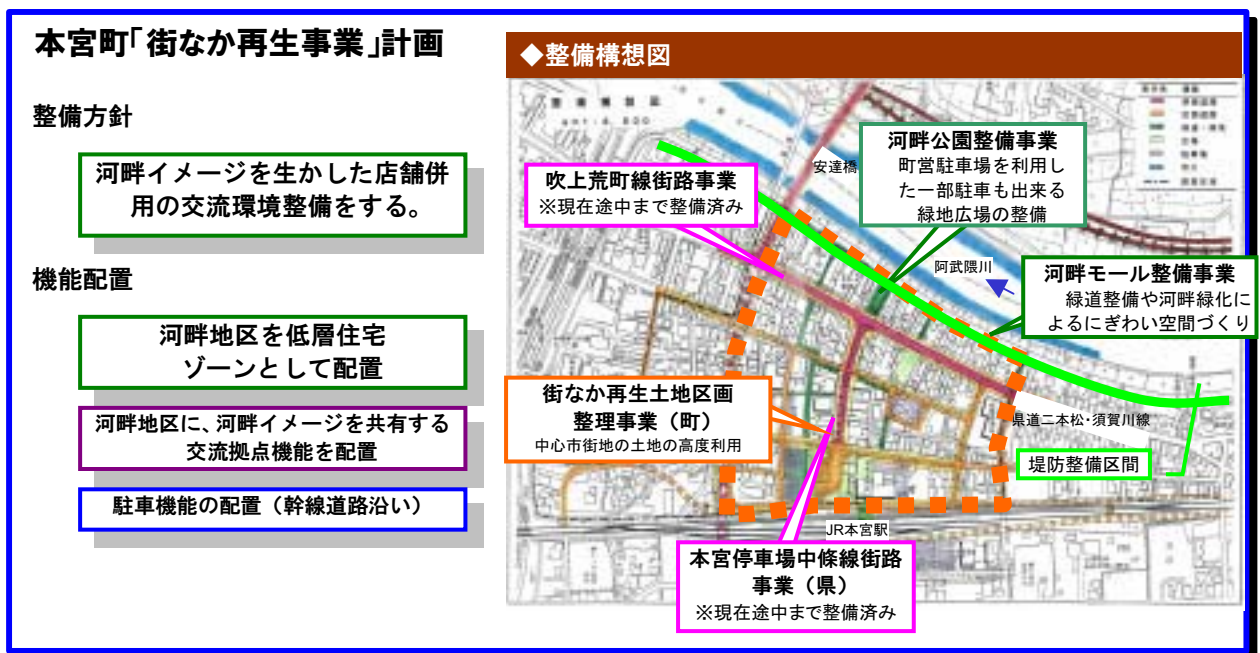 本宮町「街なか再生事業」計画
整備方針
河畔イメージを生かした店舗併
用の交流環境整備をする。
機能配置
河畔地区を低層住宅
ゾーンとして配置
河畔地区に、河畔イメージを共有する
交流拠点機能を配置
駐車機能の配置（幹線道路沿い）
◆整備構想図
安達橋
河畔公園整備事業
町営駐車場を利用し
た一部駐車も出来る
緑地広場の整備
吹上荒町線街路事業
※現在途中まで整備済み
阿武隈川
河畔モール整備事業
緑道整備や河畔緑化に
よるにぎわい空間づくり
街なか再生土地区画
整理事業（町）
中心市街地の土地の高度利用
県道二本松・須賀川線
堤防整備区間
JR本宮駅
本宮停車場中條線街路
事業（県）
※現在途中まで整備済み